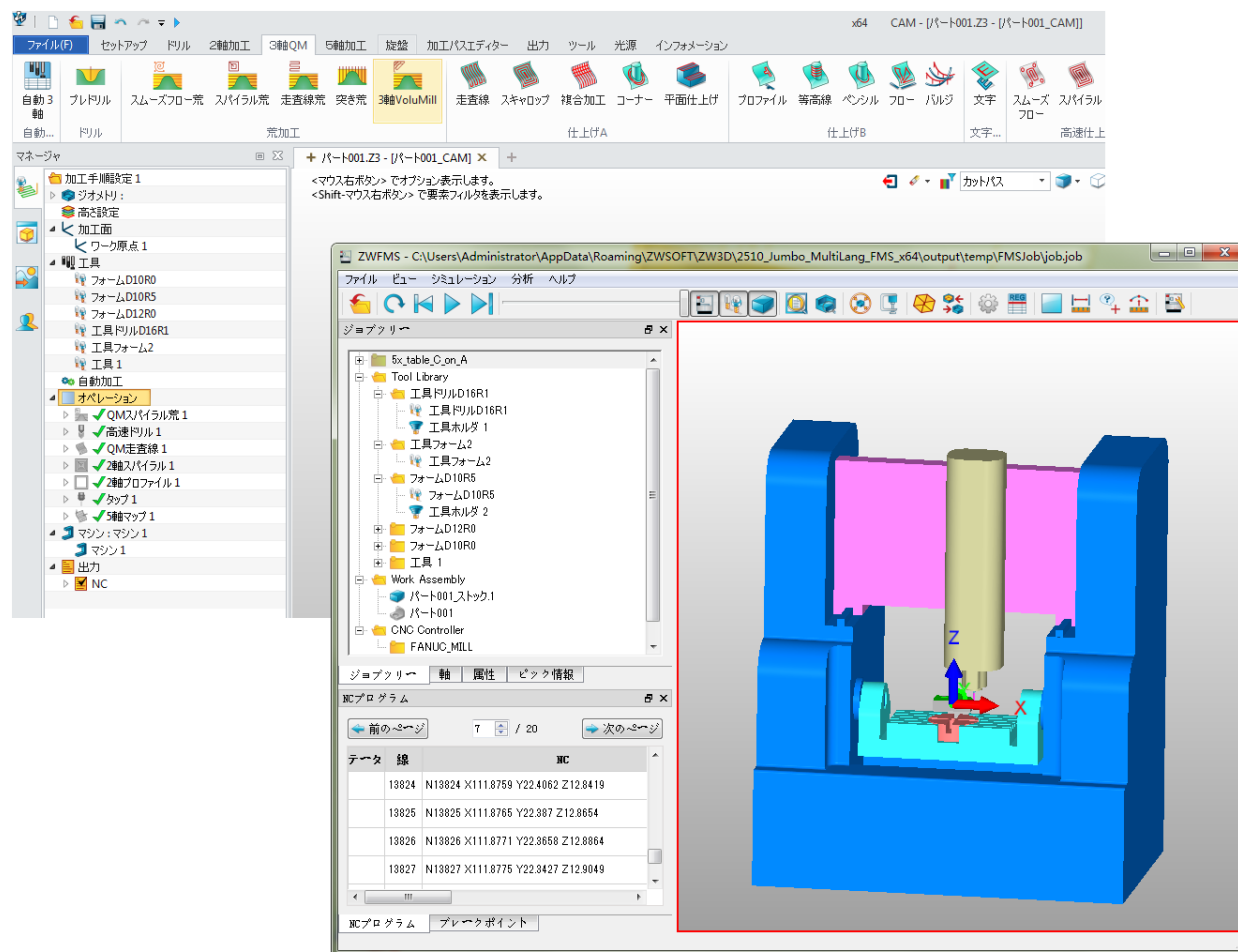 x64 CAM - [パート001.Z3 - [パート001_CAM]]
ファイル(F) セットアップ ドリル 2軸加工 3軸QM 5軸加工 旋盤 加工パスエディター 出力 ツール 光源 インフォメーション
自動 3軸 プレドリル スムーズフロー荒 スパイラル荒 走査線荒 突き荒 3軸VoluMill 走査線 スキャロップ 複合加工 コーナー 平面仕上げ プロファイル 等高線 ペンシル フロー バルジ 文字 スムーズフロー スパイラル
自動... ドリル 荒加工 仕上げA 仕上げB 文字... 高速仕上
マネージャ
パート001.Z3 - [パート001_CAM]
<マウス右ボタン> でオプション表示します。
<Shift-マウス右ボタン> で要素フィルタを表示します。
カットパス
加工手順設定 1
ジオメトリ :
高さ設定
加工面
ワーク原点 1
工具
フォームD10R0
フォームD10R5
フォームD12R0
工具ドリルD16R1
工具フォーム2
工具 1
自動加工
オペレーション
QMスパイラル荒 1
高速ドリル 1
QM走査線 1
2軸スパイラル 1
2軸プロファイル 1
タップ 1
5軸マップ 1
マシン : マシン 1
マシン 1
出力
NC
ZWFMS - C:\Users\Administrator\AppData\Roaming\ZWSOFT\ZW3D\2510_Jumbo_MultiLang_FMS_x64\output\temp\FMSJob\job.job
ファイル ビュー シミュレーション 分析 ヘルプ
REG
ジョブツリー
5x_table_C_on_A
Tool Library
工具ドリルD16R1
工具ドリルD16R1
工具ホルダ 1
工具フォーム2
工具フォーム2
フォームD10R5
フォームD10R5
工具ホルダ 2
フォームD12R0
フォームD10R0
工具 1
Work Assembly
パート001_ストック.1
パート001
CNC Controller
FANUC_MILL
ジョブツリー 軸 属性 ピック情報
NCプログラム
前のページ 7 / 20 次のページ
テータ 線 NC
13824 N13824 X111.8759 Y22.4062 Z12.8419
13825 N13825 X111.8765 Y22.387 Z12.8654
13826 N13826 X111.8771 Y22.3658 Z12.8864
13827 N13827 X111.8775 Y22.3427 Z12.9049
NCプログラム ブレークポイント
Z
X